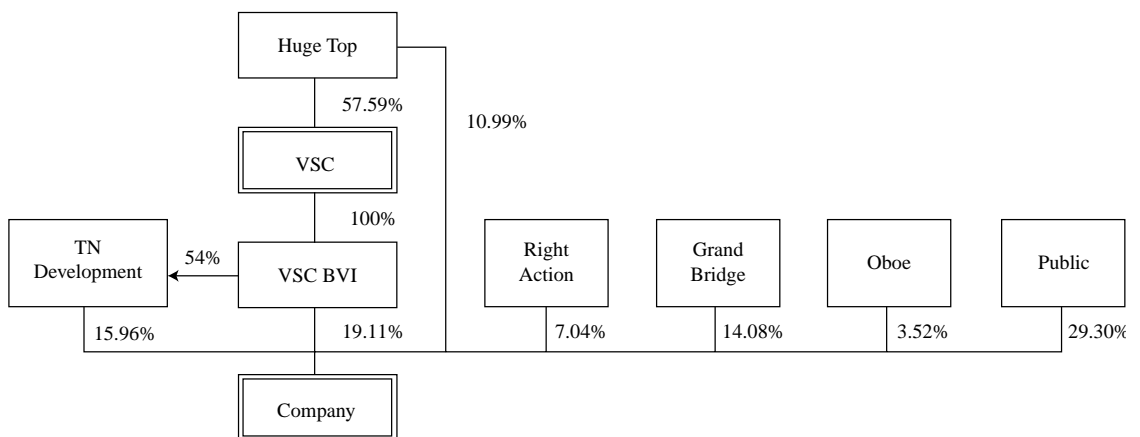 Huge Top
57.59%
10.99%
VSC
100%
TN
Development
54%
VSC BVI
Right
Action
Grand
Bridge
Oboe
Public
15.96%
19.11%
7.04%
14.08%
3.52%
29.30%
Company